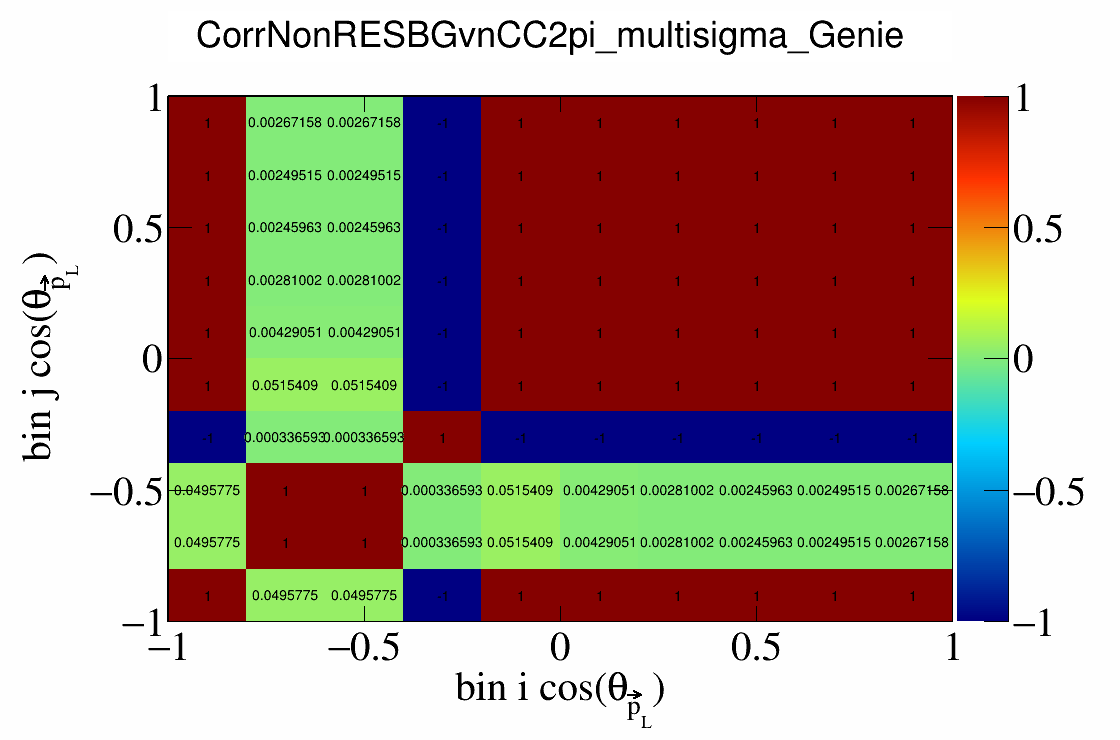 CorrNonRESBGvnCC2pi_multisigma_Genie
1 0.00267158 0.00267158 -1 1 1 1 1 1 1
1 0.00249515 0.00249515 -1 1 1 1 1 1 1
1 0.00245963 0.00245963 -1 1 1 1 1 1 1
1 0.00281002 0.00281002 -1 1 1 1 1 1 1
1 0.00429051 0.00429051 -1 1 1 1 1 1 1
1 0.0515409 0.0515409 -1 1 1 1 1 1 1
-1 0.000336593 0.000336593 1 -1 -1 -1 -1 -1 -1
0.0495775 1 1 0.000336593 0.0515409 0.00429051 0.00281002 0.00245963 0.00249515 0.00267158
0.0495775 1 1 0.000336593 0.0515409 0.00429051 0.00281002 0.00245963 0.00249515 0.00267158
1 0.0495775 0.0495775 -1 1 1 1 1 1 1
1
0.5
0
−0.5
−1
bin j cos(θ p⃗ L )
−1 −0.5 0 0.5 1
bin i cos(θ p⃗ L )
1
0.5
0
−0.5
−1